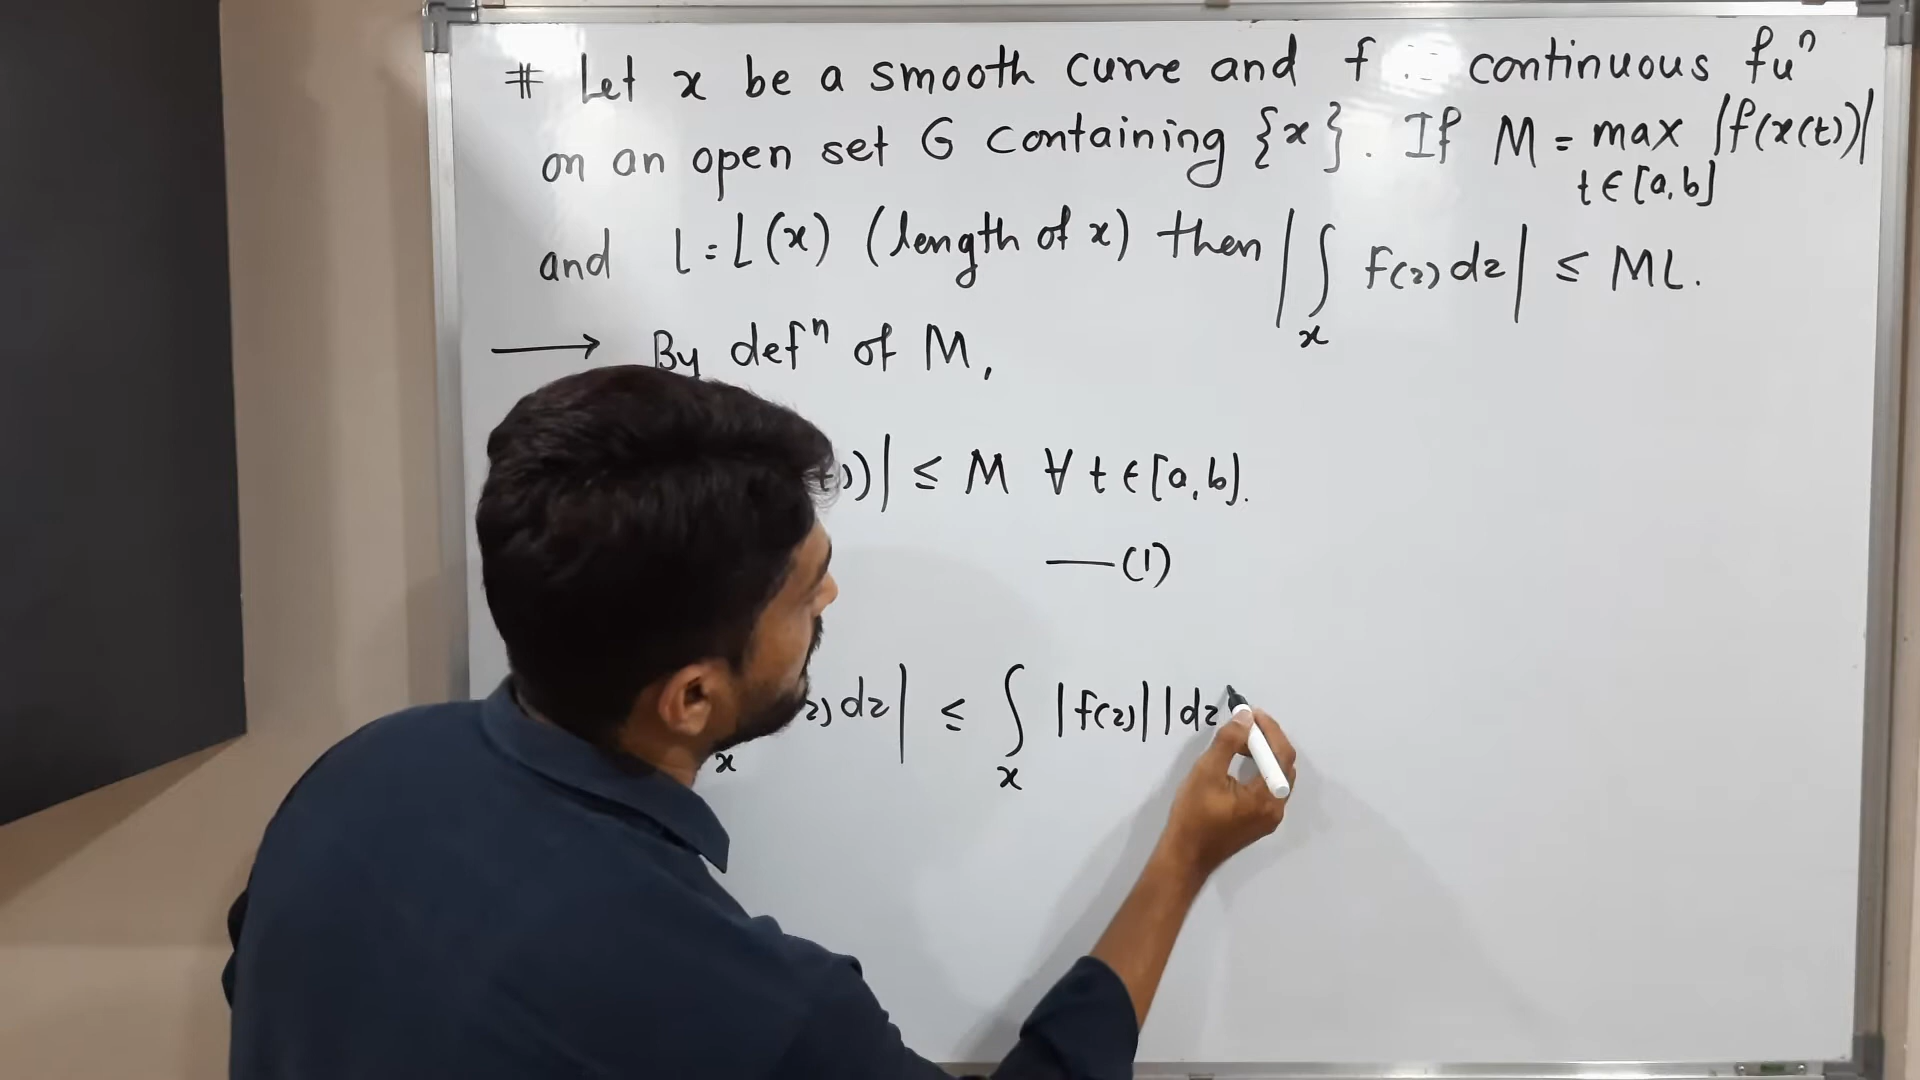 # Let x be a smooth curve and f continuous fuⁿ
on an open set G containing {x}. If M = max |f(x(t))|
t ∈ [a,b]
and l = L(x) (length of x) then |∫ f(z) dz| ≤ ML.
x
⟶ By defⁿ of M,
))| ≤ M ∀ t ∈ [a,b].
—(1)
dz| ≤ ∫ |f(z)| |dz
x x